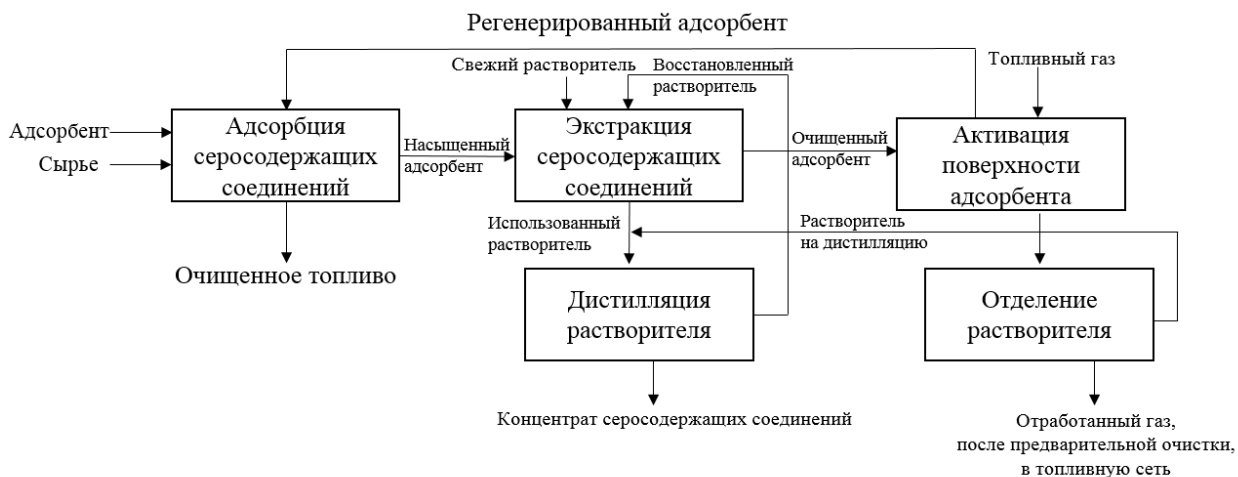 Регенерированный адсорбент
Свежий растворитель
Восстановленный
растворитель
Топливный газ
Адсорбент
Сырье
Адсорбция
серосодержащих
соединений
Насыщенный
адсорбент
Экстракция
серосодержащих
соединений
Очищенный
адсорбент
Активация
поверхности
адсорбента
Очищенное топливо
Использованный
растворитель
Растворитель
на дистилляцию
Дистилляция
растворителя
Отделение
растворителя
Концентрат серосодержащих соединений
Отработанный газ,
после предварительной очистки,
в топливную сеть